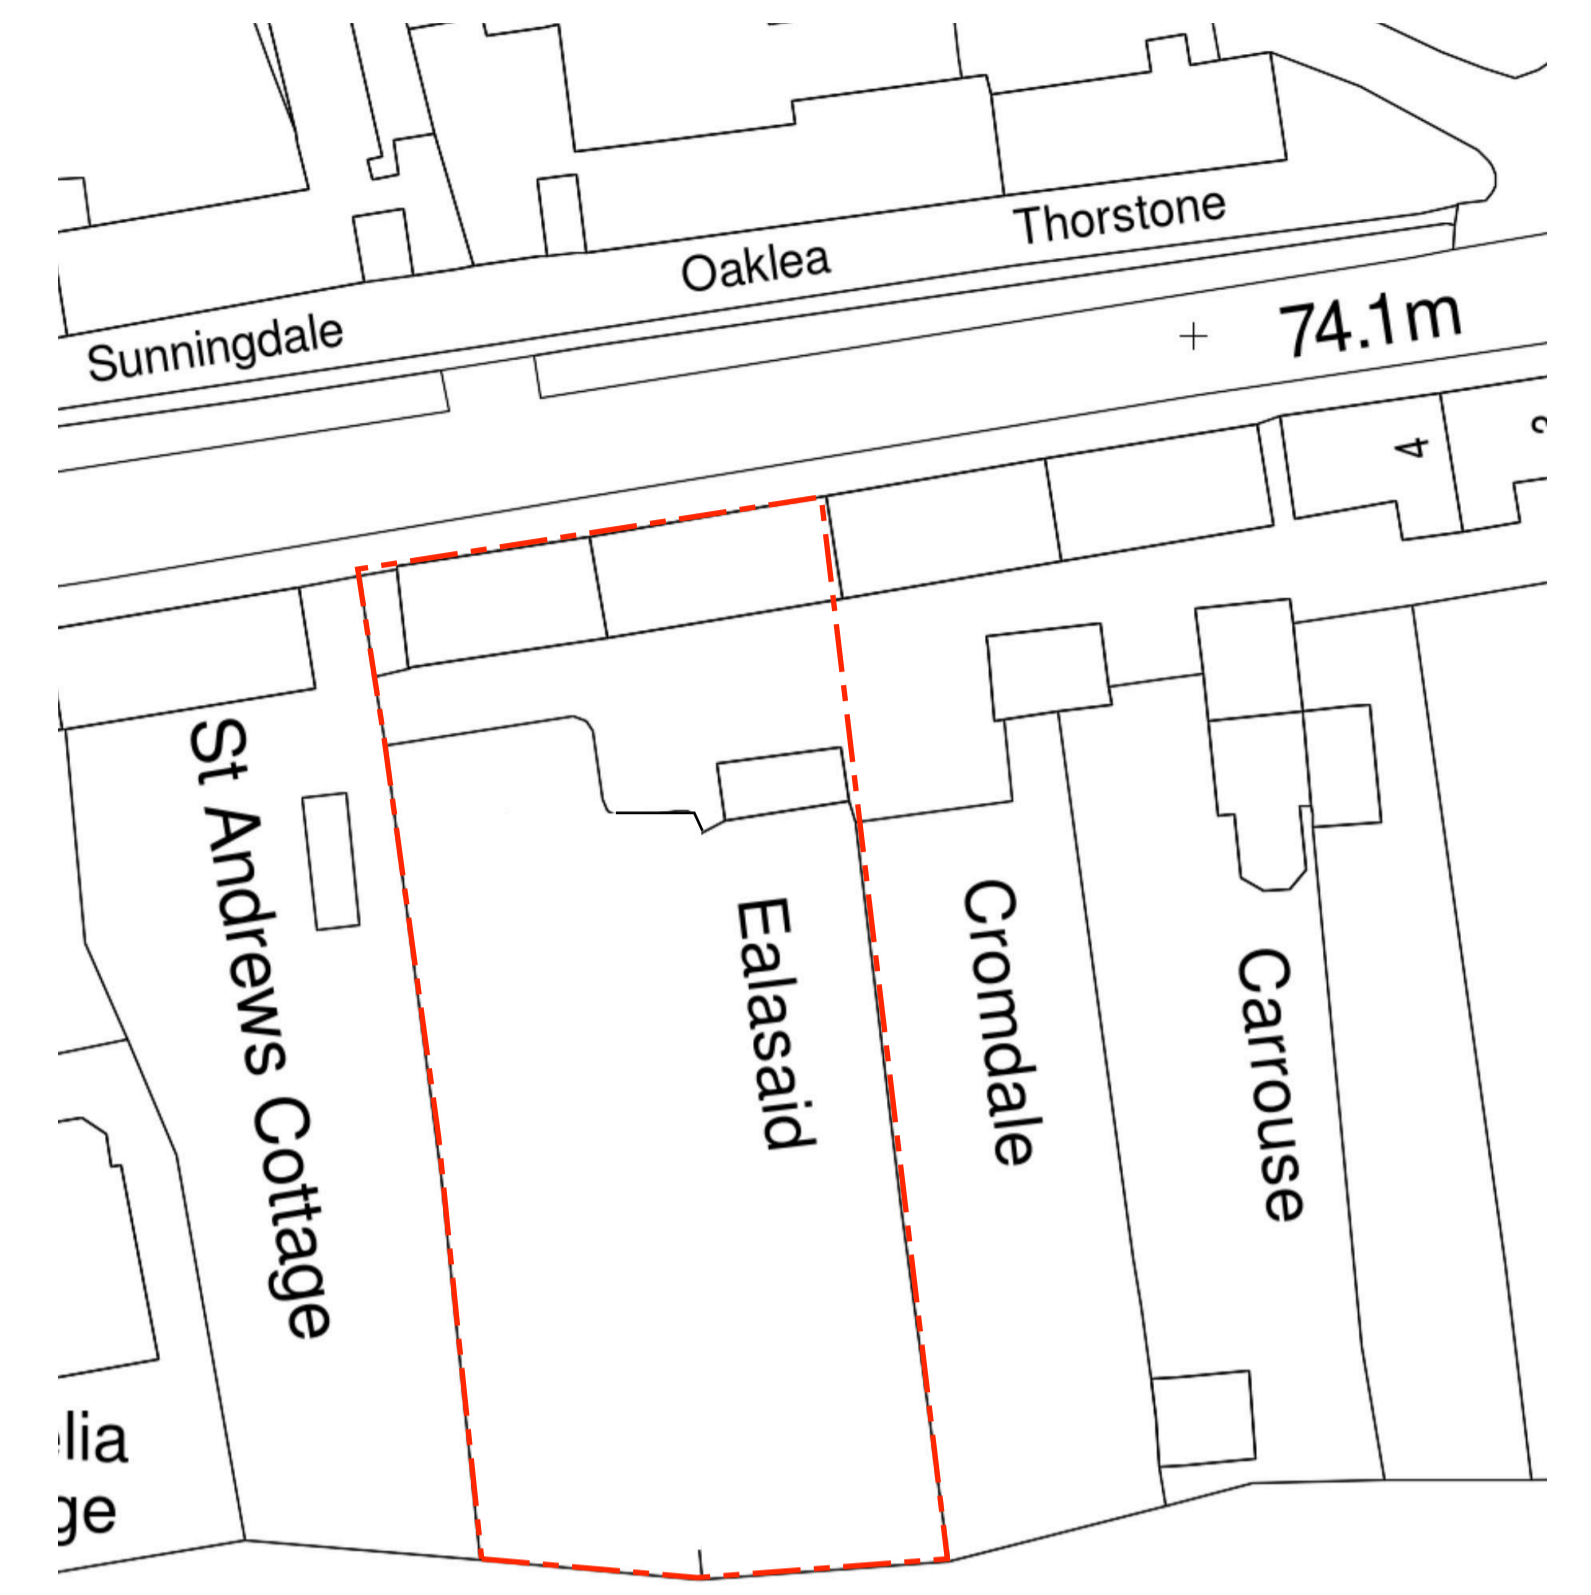 Thorstone
Oaklea
Sunningdale
74.1m
4
St Andrews Cottage
Ealasaid
Cromdale
Carrouse
lia
ge